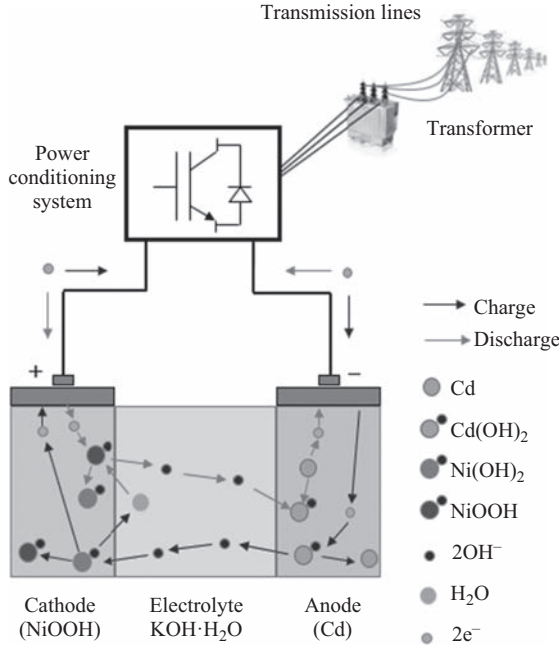 Transmission lines
Transformer
Power
conditioning
system
+
−
Charge
Discharge
Cd
Cd(OH)₂
Ni(OH)₂
NiOOH
2OH⁻
H₂O
2e⁻
Cathode
(NiOOH)
Electrolyte
KOH·H₂O
Anode
(Cd)